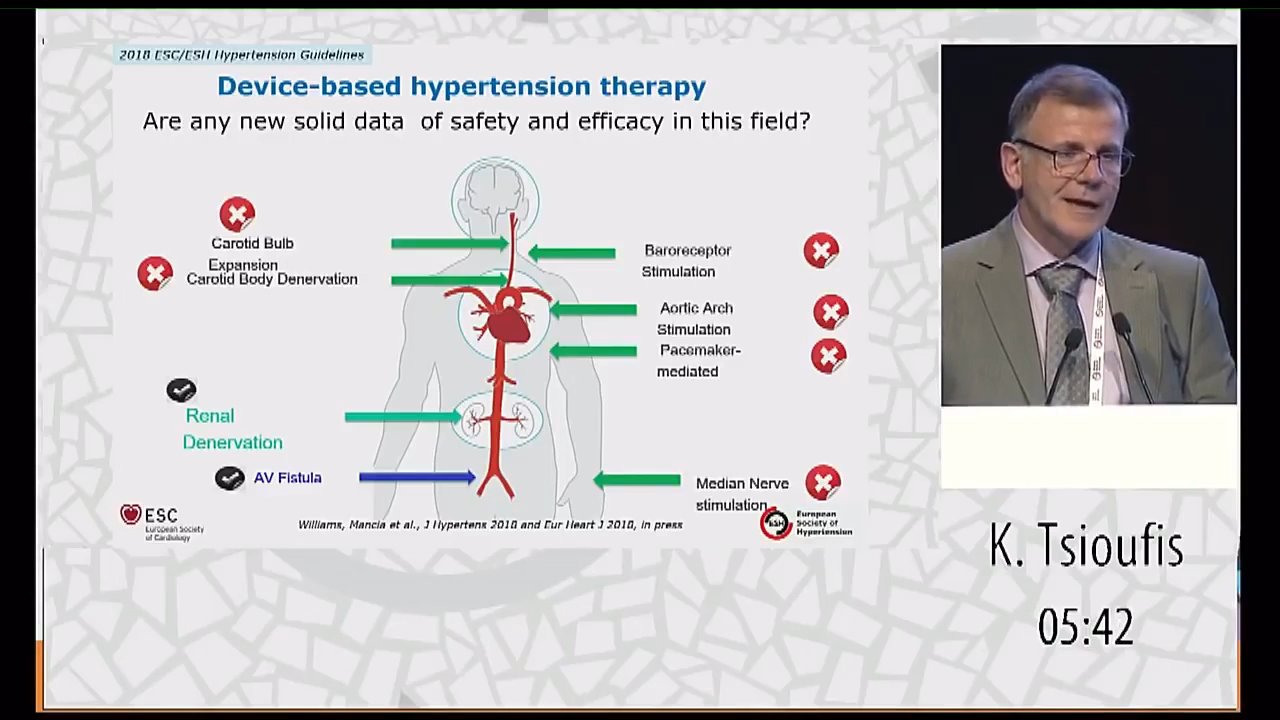 2018 ESC/ESH Hypertension Guidelines
Device-based hypertension therapy
Are any new solid data of safety and efficacy in this field?
Carotid Bulb
Expansion
Carotid Body Denervation
Baroreceptor
Stimulation
Aortic Arch
Stimulation
Pacemaker-
mediated
Renal
Denervation
AV Fistula
Median Nerve
stimulation
ESC
European Society
of Cardiology
Williams, Mancia et al., J Hypertens 2018 and Eur Heart J 2018, in press
ESH
European
Society of
Hypertension
K. Tsioufis
05:42